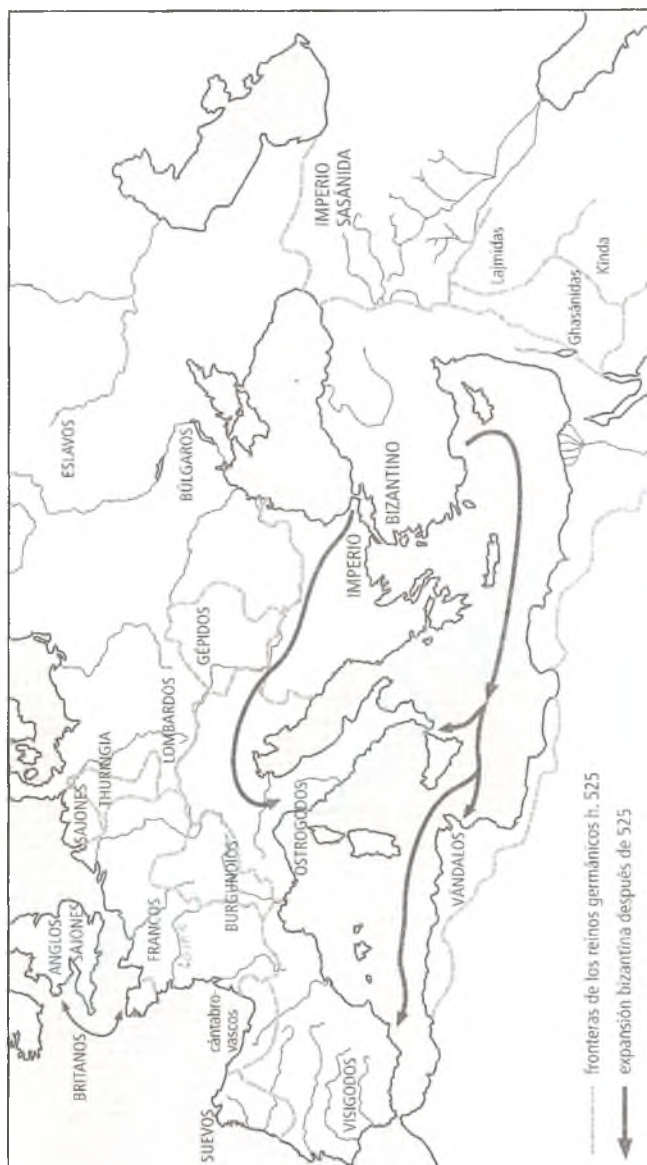 BRITANOS
ANGLOS
SAJONES
SAJONES
THURINGIA
FRANCOS
LOMBARDOS
BURGUNDIOS
GÉPIDOS
ESLAVOS
BÚLGAROS
SUEVOS
cántabro-
vascos
VISIGODOS
OSTROGODOS
VÁNDALOS
IMPERIO
BIZANTINO
IMPERIO
SASÁNIDA
Lajmidas
Ghasánidas
Kinda
fronteras de los reinos germánicos h. 525
expansión bizantina después de 525